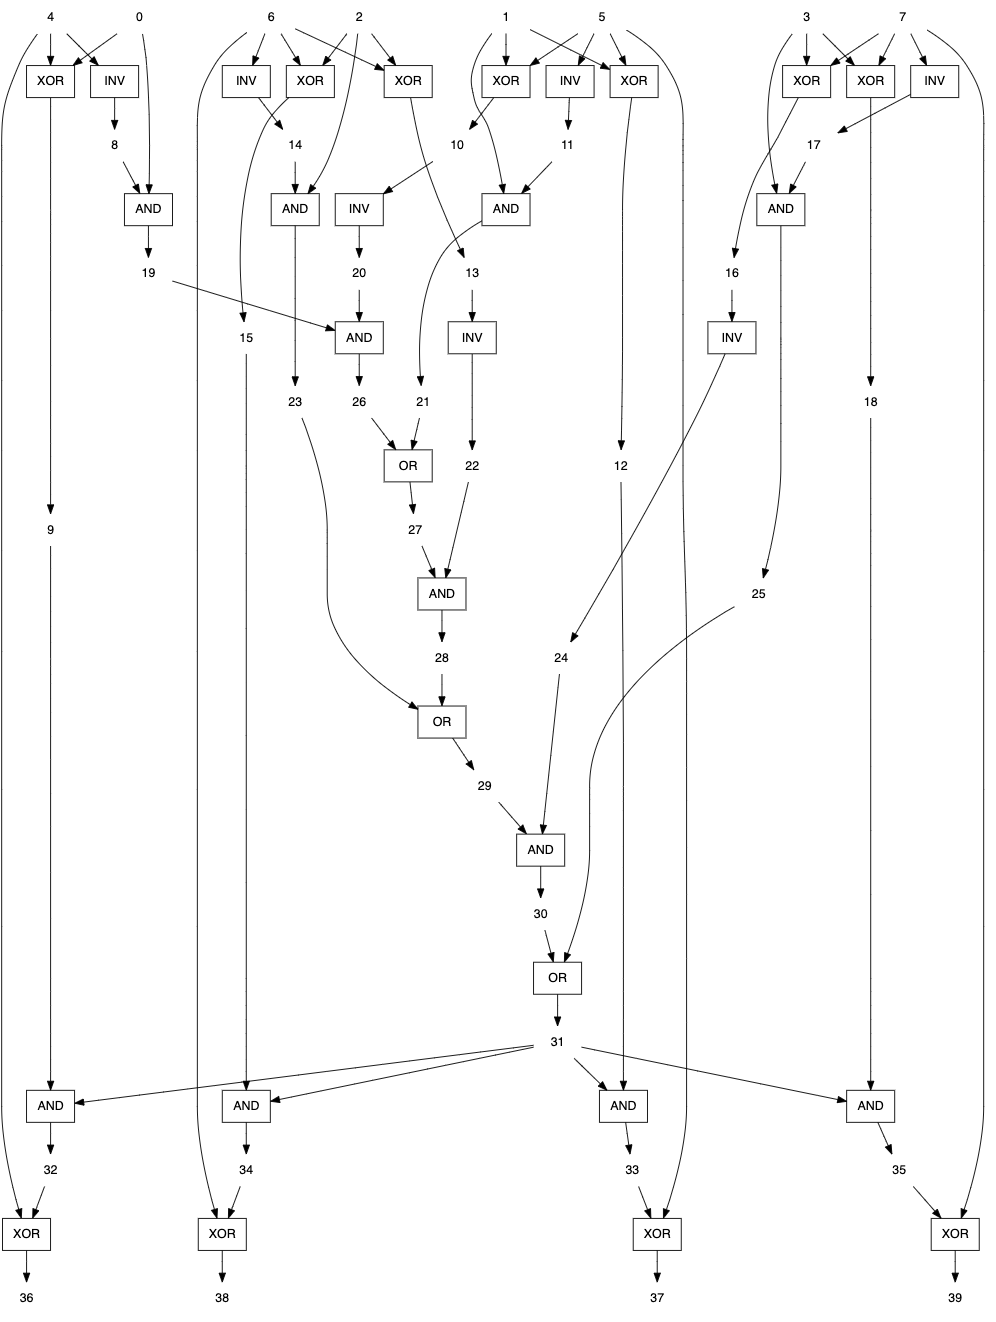 4 0 6 2 1 5 3 7
XOR INV INV XOR XOR XOR INV XOR XOR XOR INV
8 14 10 11 17
AND AND INV AND AND
19 20 13 16
15 AND INV INV
23 26 21 18
OR 22 12
9 27
AND 25
28 24
OR
29
AND
30
OR
31
AND AND AND AND
32 34 33 35
XOR XOR XOR XOR
36 38 37 39